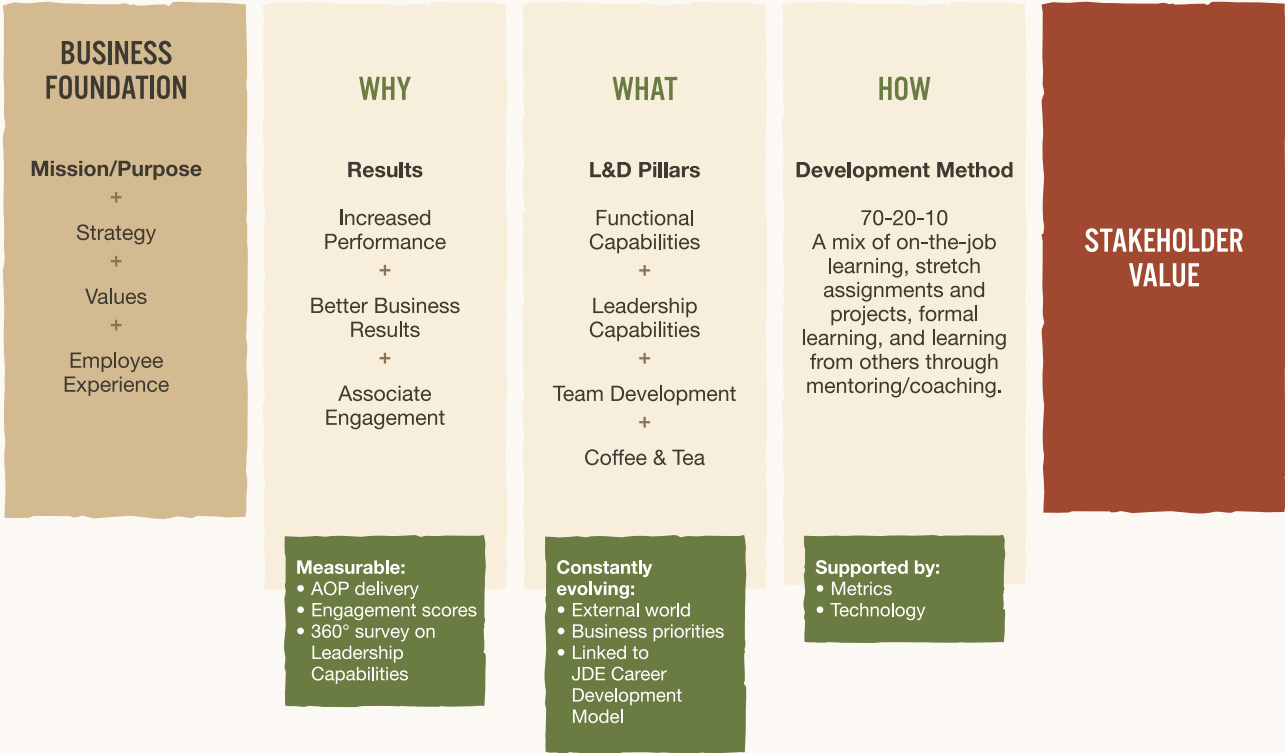 BUSINESS
FOUNDATION
Mission/Purpose
+
Strategy
+
Values
+
Employee
Experience
WHY
Results
Increased
Performance
+
Better Business
Results
+
Associate
Engagement
Measurable:
• AOP delivery
• Engagement scores
• 360° survey on
Leadership
Capabilities
WHAT
L&D Pillars
Functional
Capabilities
+
Leadership
Capabilities
+
Team Development
+
Coffee & Tea
Constantly
evolving:
• External world
• Business priorities
• Linked to
JDE Career
Development
Model
HOW
Development Method
70-20-10
A mix of on-the-job
learning, stretch
assignments and
projects, formal
learning, and learning
from others through
mentoring/coaching.
Supported by:
• Metrics
• Technology
STAKEHOLDER
VALUE